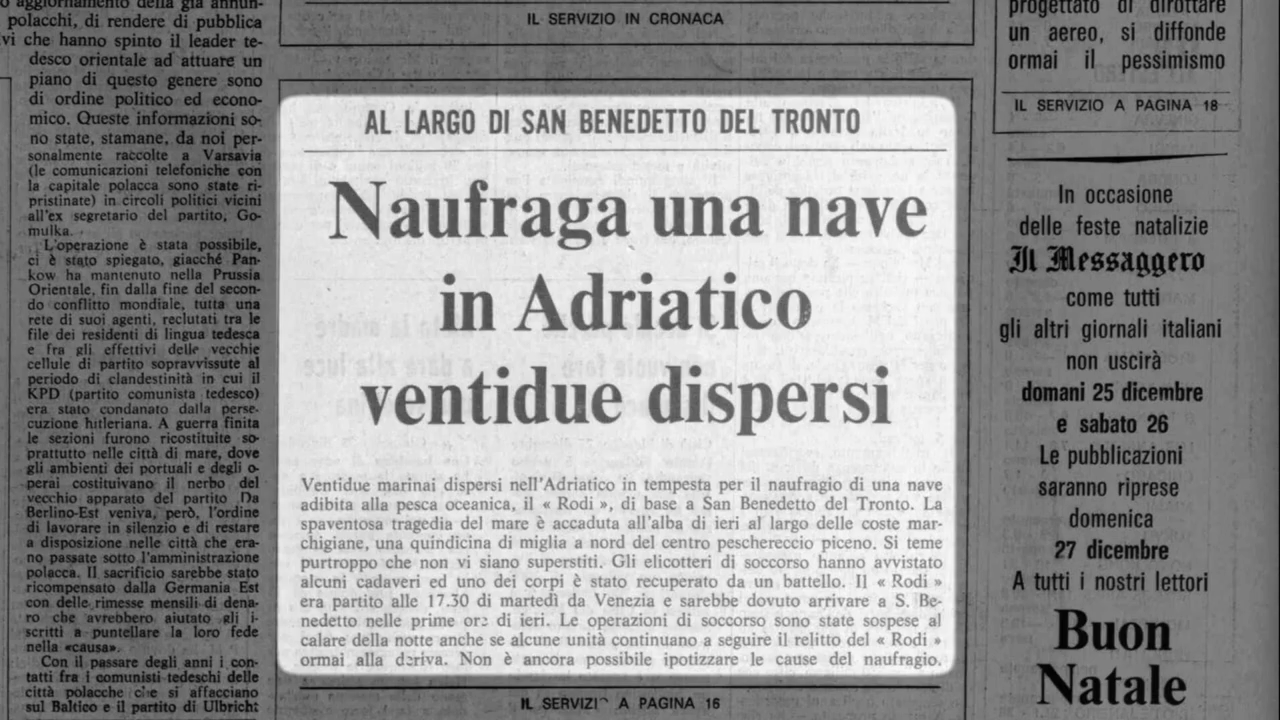 aggiornamento della già annun-
polacchi, di rendere di pubblica
vi che hanno spinto il leader te-
desco orientale ad attuare un
piano di questo genere sono
di ordine politico ed econo-
mico. Queste informazioni so-
no state, stamane, da noi per-
sonalmente raccolte a Varsavia
(le comunicazioni telefoniche con
la capitale polacca sono state ri-
pristinate) in circoli politici vicini
all'ex segretario del partito, Go-
mulka.
L'operazione è stata possibile,
ci è stato spiegato, giacché Pan-
kow ha mantenuto nella Prussia
Orientale, fin dalla fine del secon-
do conflitto mondiale, tutta una
rete di suoi agenti, reclutati tra le
file dei residenti di lingua tedesca
e fra gli effettivi delle vecchie
cellule di partito sopravvissute al
periodo di clandestinità in cui il
KPD (partito comunista tedesco)
era stato condanato dalla perse-
cuzione hitleriana. A guerra finita
le sezioni furono ricostituite so-
prattutto nelle città di mare, dove
gli ambienti dei portuali e degli o-
perai costituivano il nerbo del
vecchio apparato del partito Da
Berlino-Est veniva, però, l'ordine
di lavorare in silenzio e di restare
a disposizione nelle città che era-
no passate sotto l'amministrazione
polacca. Il sacrificio sarebbe stato
ricompensato dalla Germania Est
con delle rimesse mensili di dena-
ro che avrebbero aiutato gli i-
scritti a puntellare la loro fede
nella «causa».
Con il passare degli anni i con-
tatti fra i comunisti tedeschi delle
città polacche che si affacciano
sul Baltico e il partito di Ulbricht
IL SERVIZIO IN CRONACA
AL LARGO DI SAN BENEDETTO DEL TRONTO
Naufraga una nave
in Adriatico
ventidue dispersi
Ventidue marinai dispersi nell'Adriatico in tempesta per il naufragio di una nave
adibita alla pesca oceanica, il « Rodi », di base a San Benedetto del Tronto. La
spaventosa tragedia del mare è accaduta all'alba di ieri al largo delle coste mar-
chigiane, una quindicina di miglia a nord del centro peschereccio piceno. Si teme
purtroppo che non vi siano superstiti. Gli elicotteri di soccorso hanno avvistato
alcuni cadaveri ed uno dei corpi è stato recuperato da un battello. Il « Rodi »
era partito alle 17.30 di martedì da Venezia e sarebbe dovuto arrivare a S. Be-
nedetto nelle prime ore di ieri. Le operazioni di soccorso sono state sospese al
calare della notte anche se alcune unità continuano a seguire il relitto del « Rodi »
ormai alla deriva. Non è ancora possibile ipotizzare le cause del naufragio.
IL SERVIZIO A PAGINA 16
progettato di dirottare
un aereo, si diffonde
ormai il pessimismo
IL SERVIZIO A PAGINA 18
In occasione
delle feste natalizie
Il Messaggero
come tutti
gli altri giornali italiani
non uscirà
domani 25 dicembre
e sabato 26
Le pubblicazioni
saranno riprese
domenica
27 dicembre
A tutti i nostri lettori
Buon
Natale